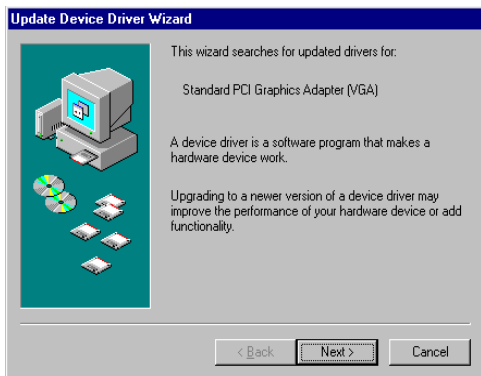 Update Device Driver Wizard
This wizard searches for updated drivers for:
Standard PCI Graphics Adapter (VGA)
A device driver is a software program that makes a
hardware device work.
Upgrading to a newer version of a device driver may
improve the performance of your hardware device or add
functionality.
< Back
Next >
Cancel